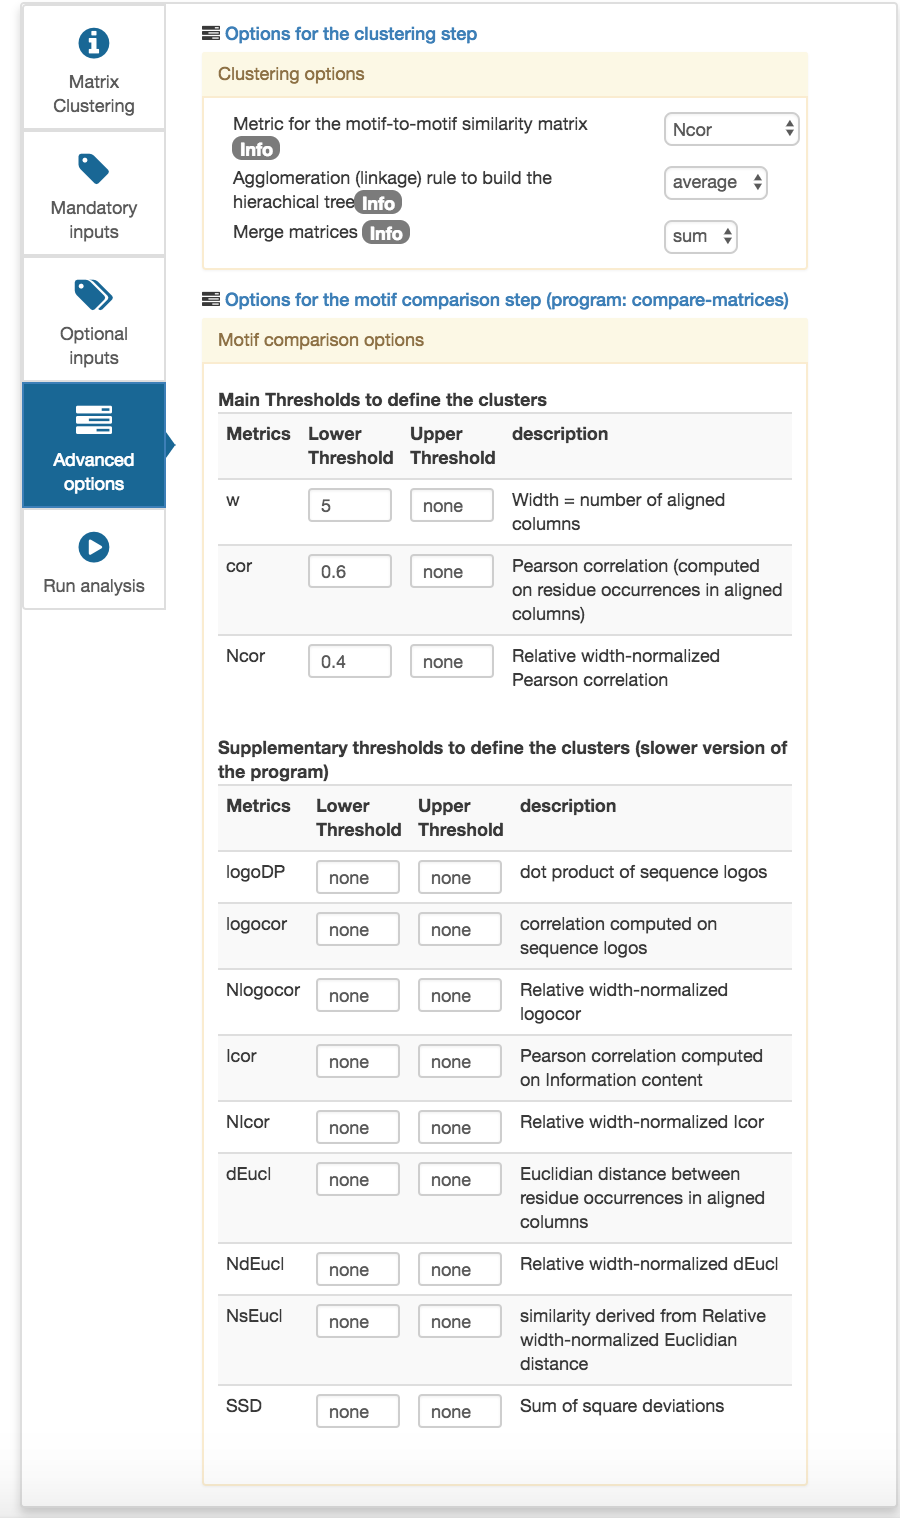 Matrix
Clustering
Mandatory
inputs
Optional
inputs
Advanced
options
Run analysis
Options for the clustering step
Clustering options
Metric for the motif-to-motif similarity matrix
Info
Ncor
Agglomeration (linkage) rule to build the
hierachical tree Info
average
Merge matrices Info
sum
Options for the motif comparison step (program: compare-matrices)
Motif comparison options
Main Thresholds to define the clusters
Metrics Lower Threshold Upper Threshold description
w 5 none Width = number of aligned
columns
cor 0.6 none Pearson correlation (computed
on residue occurrences in aligned
columns)
Ncor 0.4 none Relative width-normalized
Pearson correlation
Supplementary thresholds to define the clusters (slower version of
the program)
Metrics Lower Threshold Upper Threshold description
logoDP none none dot product of sequence logos
logocor none none correlation computed on
sequence logos
Nlogocor none none Relative width-normalized
logocor
Icor none none Pearson correlation computed
on Information content
NIcor none none Relative width-normalized Icor
dEucl none none Euclidian distance between
residue occurrences in aligned
columns
NdEucl none none Relative width-normalized dEucl
NsEucl none none similarity derived from Relative
width-normalized Euclidian
distance
SSD none none Sum of square deviations